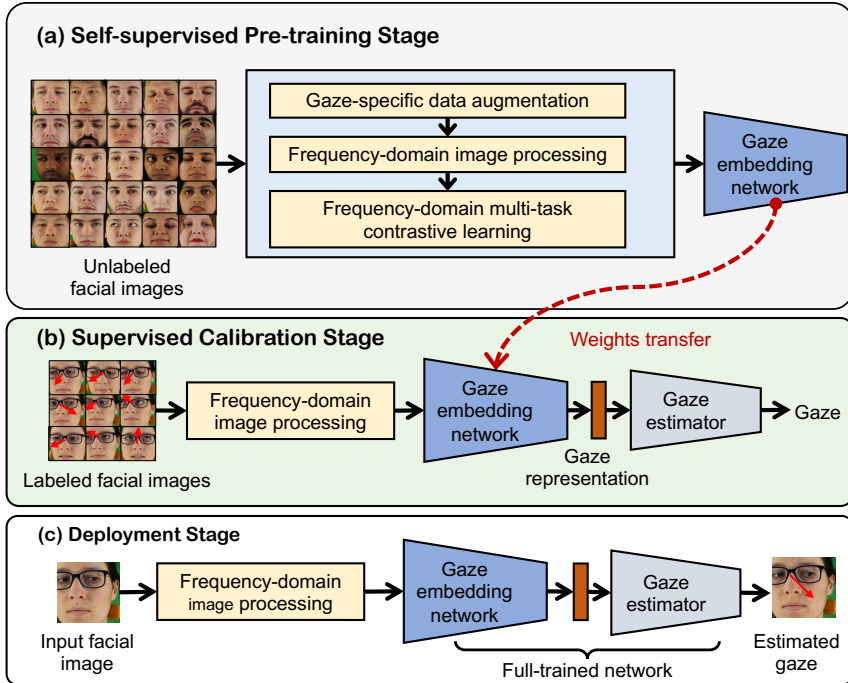 (a) Self-supervised Pre-training Stage
Gaze-specific data augmentation
Frequency-domain image processing
Frequency-domain multi-task
contrastive learning
Gaze
embedding
network
Unlabeled
facial images
(b) Supervised Calibration Stage
Weights transfer
Frequency-domain
image processing
Gaze
embedding
network
Gaze
estimator
Gaze
Gaze
representation
Labeled facial images
(c) Deployment Stage
Frequency-domain
image processing
Gaze
embedding
network
Gaze
estimator
Input facial
image
Full-trained network
Estimated
gaze